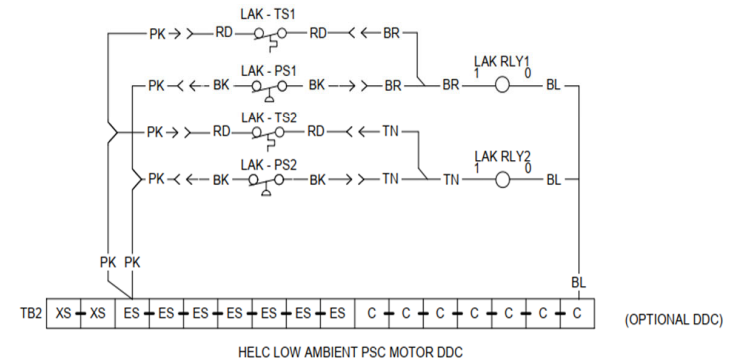 LAK - TS1
PK RD RD BR
LAK - PS1
LAK RLY1
1 0
PK BK BK BR BR BL
LAK - TS2
PK RD RD TN
LAK - PS2
LAK RLY2
1 0
PK BK BK TN TN BL
PK PK
BL
TB2 XS XS ES ES ES ES ES ES ES C C C C C C C
(OPTIONAL DDC)
HELC LOW AMBIENT PSC MOTOR DDC